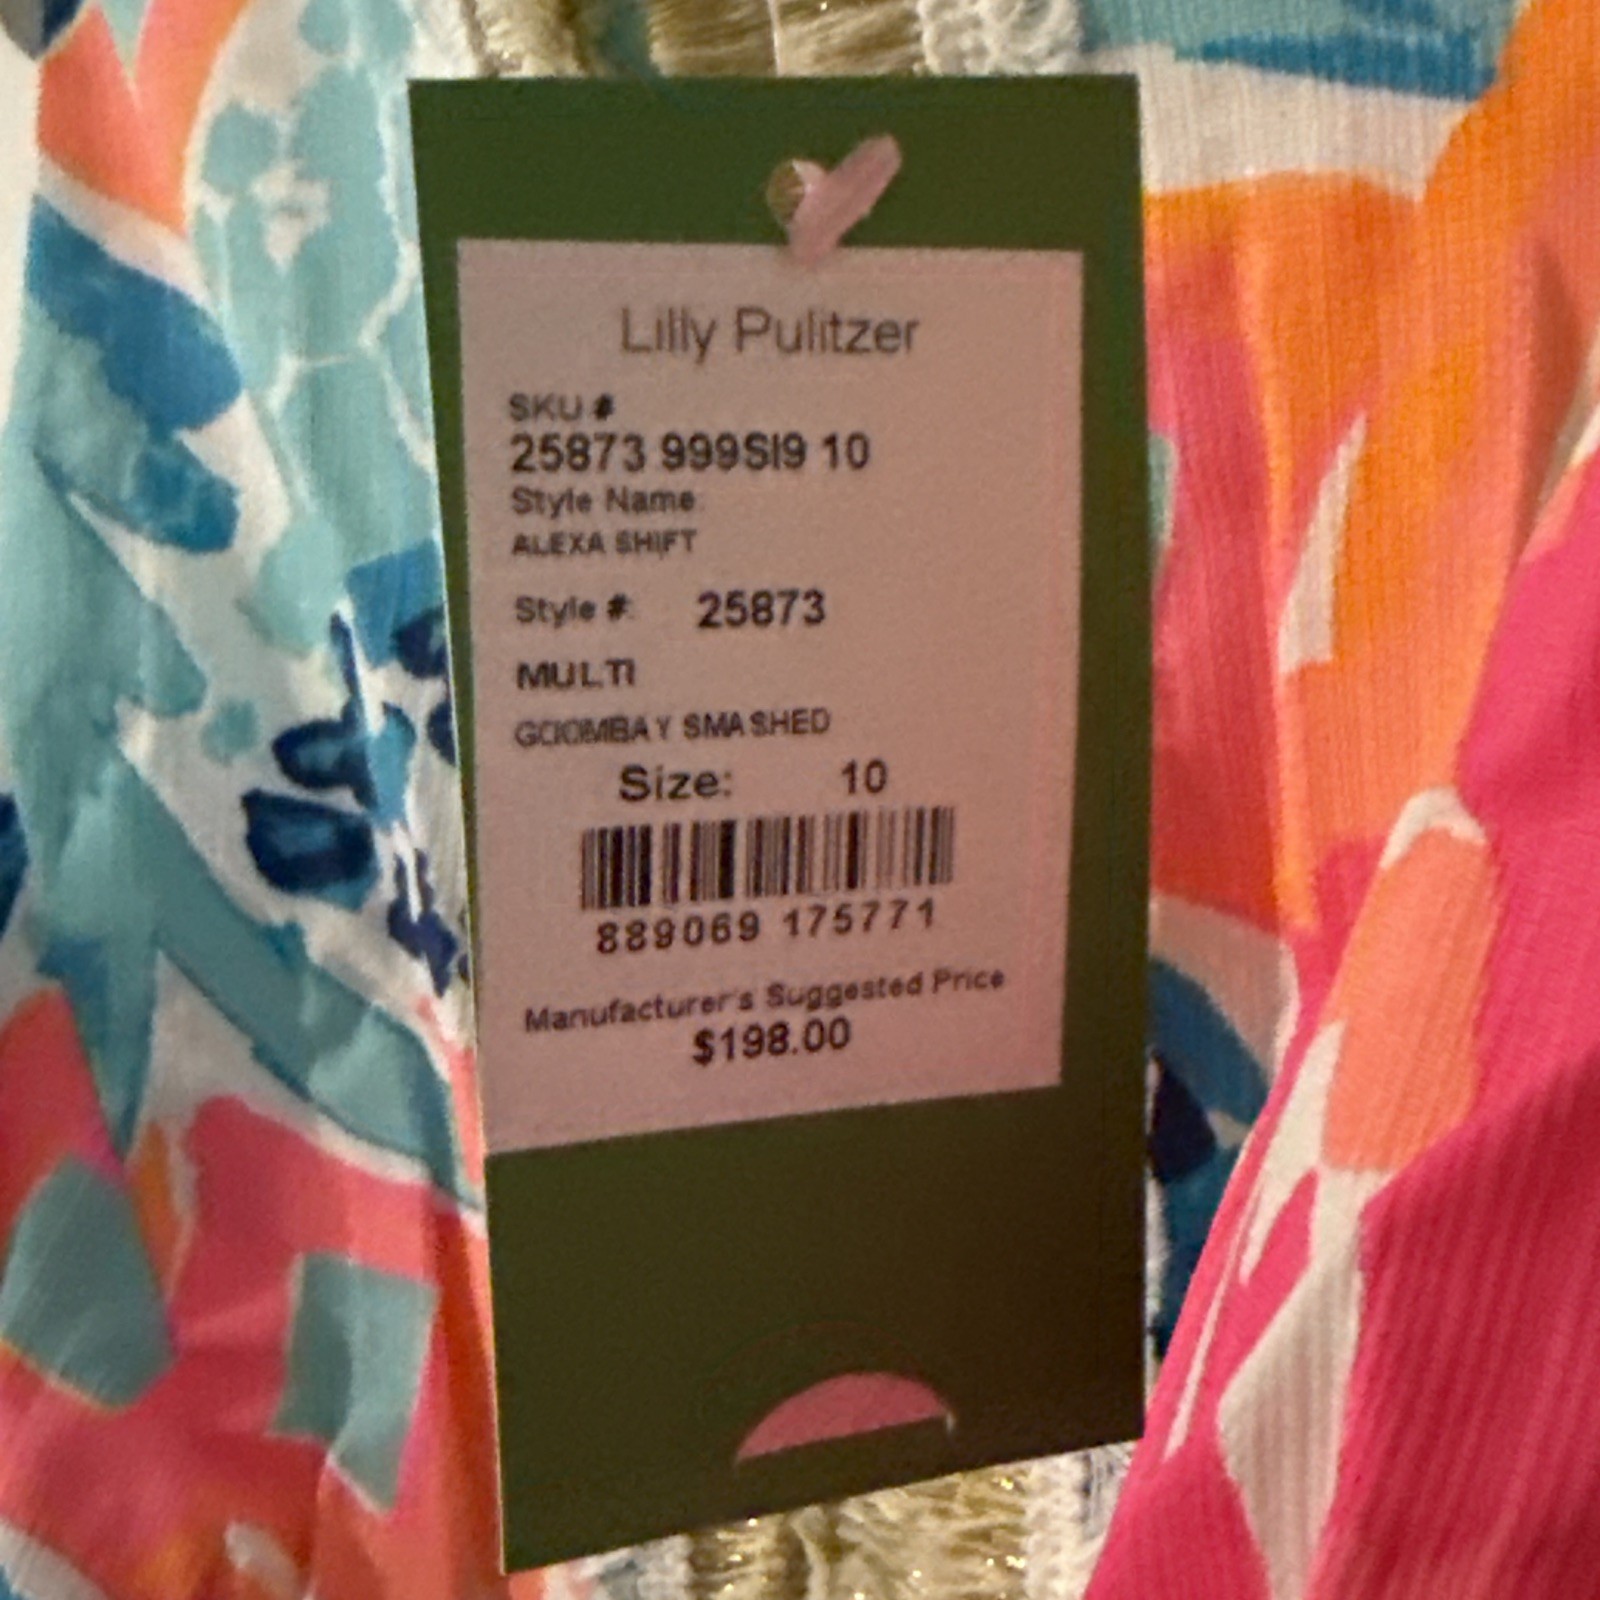 Lilly Pulitzer
SKU #
25873 999SI9 10
Style Name:
ALEXA SHIFT
Style #: 25873
MULTI
GOOMBAY SMASHED
Size: 10
889069 175771
Manufacturer's Suggested Price
$198.00